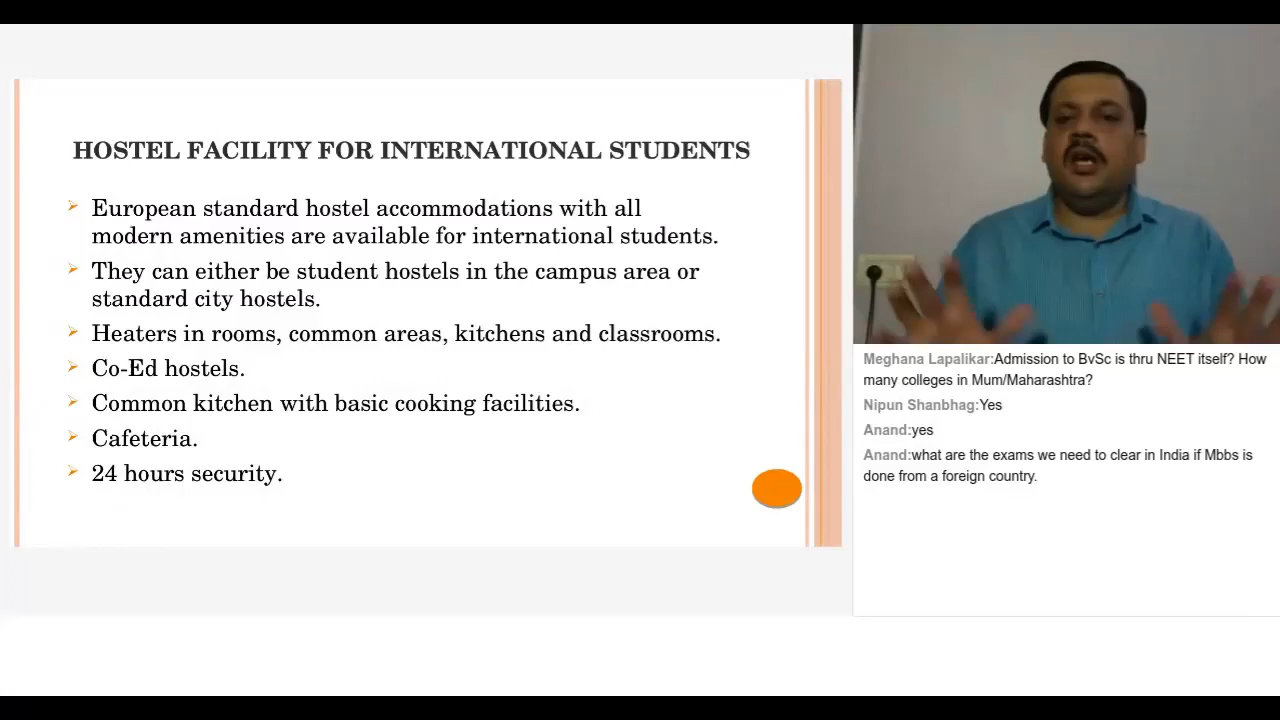 HOSTEL FACILITY FOR INTERNATIONAL STUDENTS
European standard hostel accommodations with all
modern amenities are available for international students.
They can either be student hostels in the campus area or
standard city hostels.
Heaters in rooms, common areas, kitchens and classrooms.
Co-Ed hostels.
Common kitchen with basic cooking facilities.
Cafeteria.
24 hours security.
Meghana Lapalikar:Admission to BvSc is thru NEET itself? How
many colleges in Mum/Maharashtra?
Nipun Shanbhag:Yes
Anand:yes
Anand:what are the exams we need to clear in India if Mbbs is
done from a foreign country.